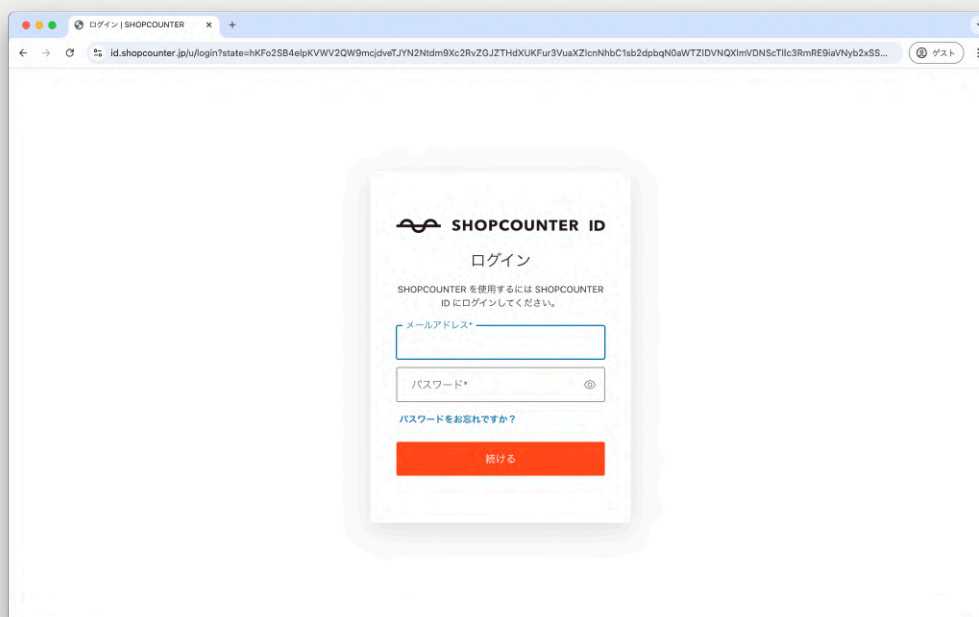 ログイン | SHOPCOUNTER
id.shopcounter.jp/u/login?state=
ゲスト
SHOPCOUNTER ID
ログイン
SHOPCOUNTER を使用するには SHOPCOUNTER
ID にログインしてください。
メールアドレス*
パスワード*
パスワードをお忘れですか？
続ける